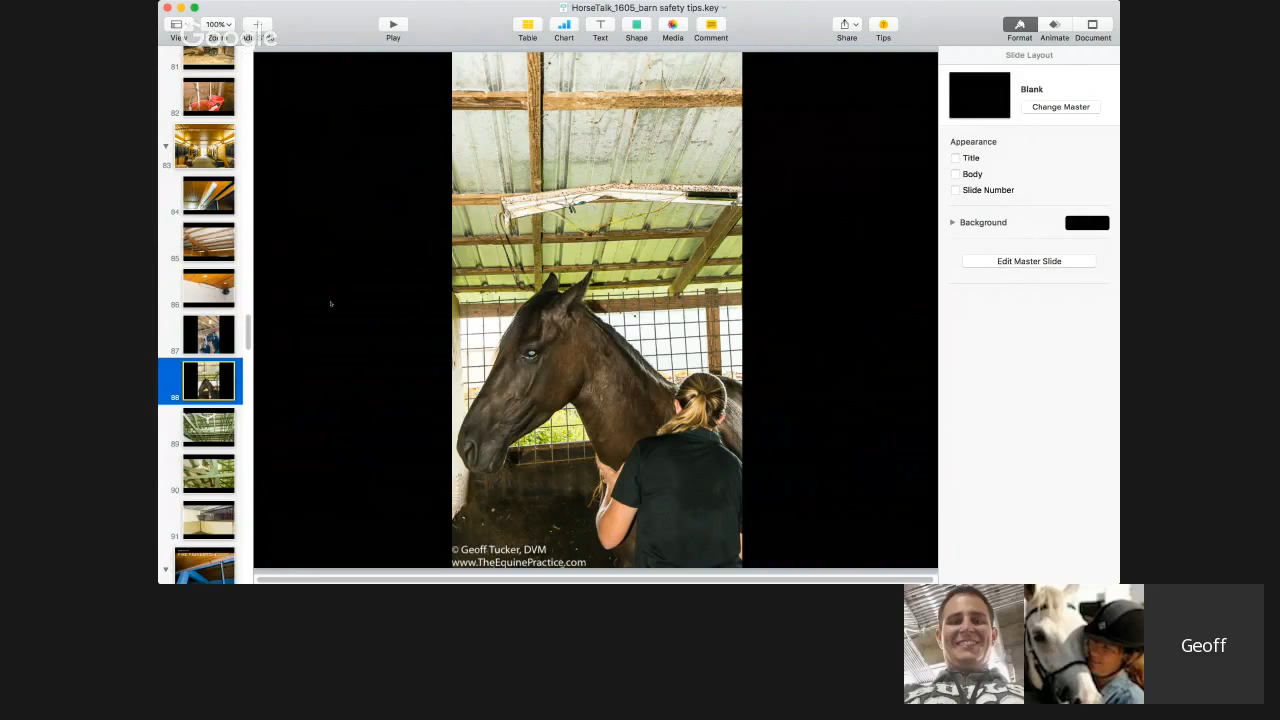 HorseTalk_1605_barn safety tips.key
Google
View
100%
Zoom
Play
Table
Chart
Text
Shape
Media
Comment
Share
Tips
Format
Animate
Document
Slide Layout
Blank
Change Master
Appearance
Title
Body
Slide Number
Background
Edit Master Slide
81
82
83
84
85
86
87
88
89
90
91
© Geoff Tucker, DVM
www.TheEquinePractice.com
Geoff